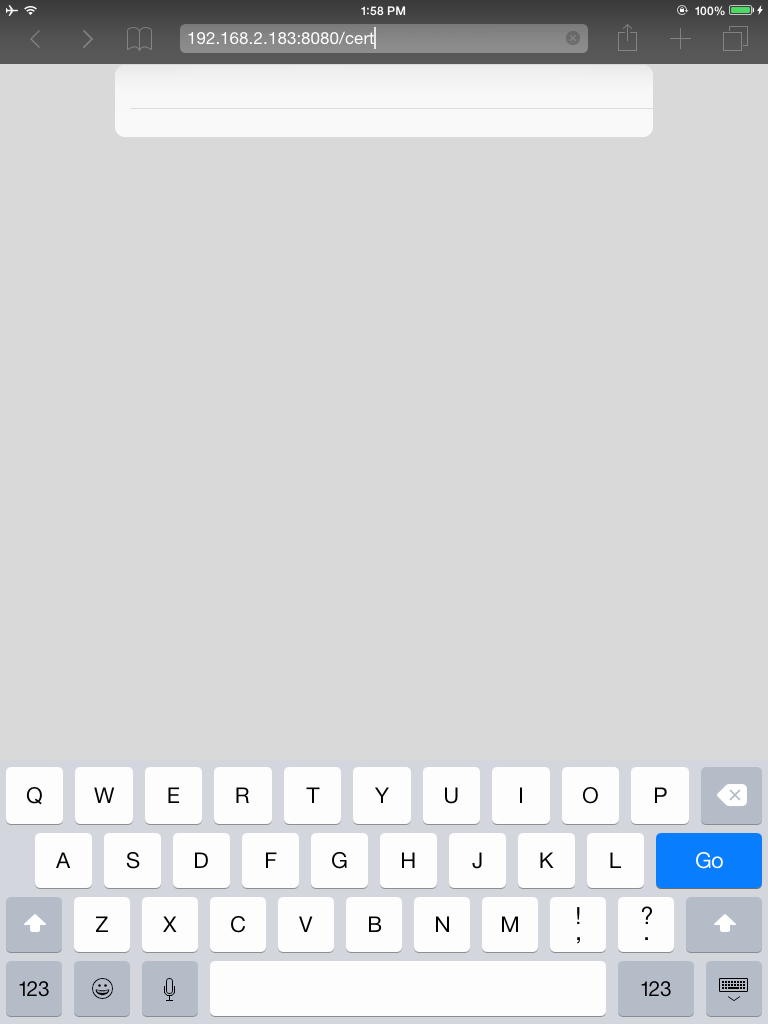 1:58 PM 100%
192.168.2.183:8080/cert
Q W E R T Y U I O P
A S D F G H J K L Go
Z X C V B N M ! , ? .
123 123